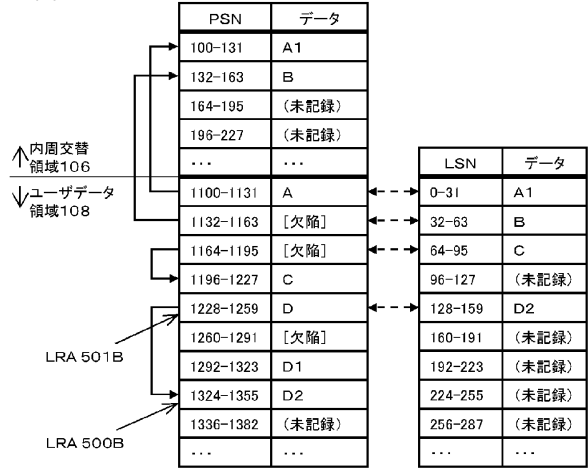 PSN データ
100-131 A1
132-163 B
164-195 (未記録)
196-227 (未記録)
... ...
内周交替
領域106
ユーザデータ
領域108
1100-1131 A
1132-1163 [欠陥]
1164-1195 [欠陥]
1196-1227 C
1228-1259 D
1260-1291 [欠陥]
1292-1323 D1
1324-1355 D2
1336-1382 (未記録)
... ...
LRA 501B
LRA 500B
LSN データ
0-31 A1
32-63 B
64-95 C
96-127 (未記録)
128-159 D2
160-191 (未記録)
192-223 (未記録)
224-255 (未記録)
256-287 (未記録)
... ...